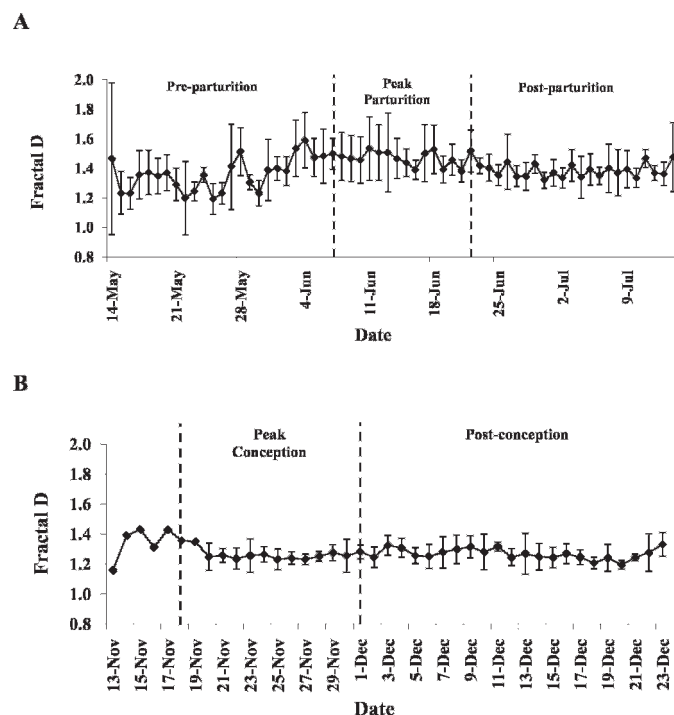 A
Pre-parturition
Peak
Parturition
Post-parturition
Fractal D
2.0
1.8
1.6
1.4
1.2
1.0
0.8
14-May
21-May
28-May
4-Jun
11-Jun
18-Jun
25-Jun
2-Jul
9-Jul
Date
B
Peak
Conception
Post-conception
Fractal D
2.0
1.8
1.6
1.4
1.2
1.0
0.8
13-Nov
15-Nov
17-Nov
19-Nov
21-Nov
23-Nov
25-Nov
27-Nov
29-Nov
1-Dec
3-Dec
5-Dec
7-Dec
9-Dec
11-Dec
13-Dec
15-Dec
17-Dec
19-Dec
21-Dec
23-Dec
Date